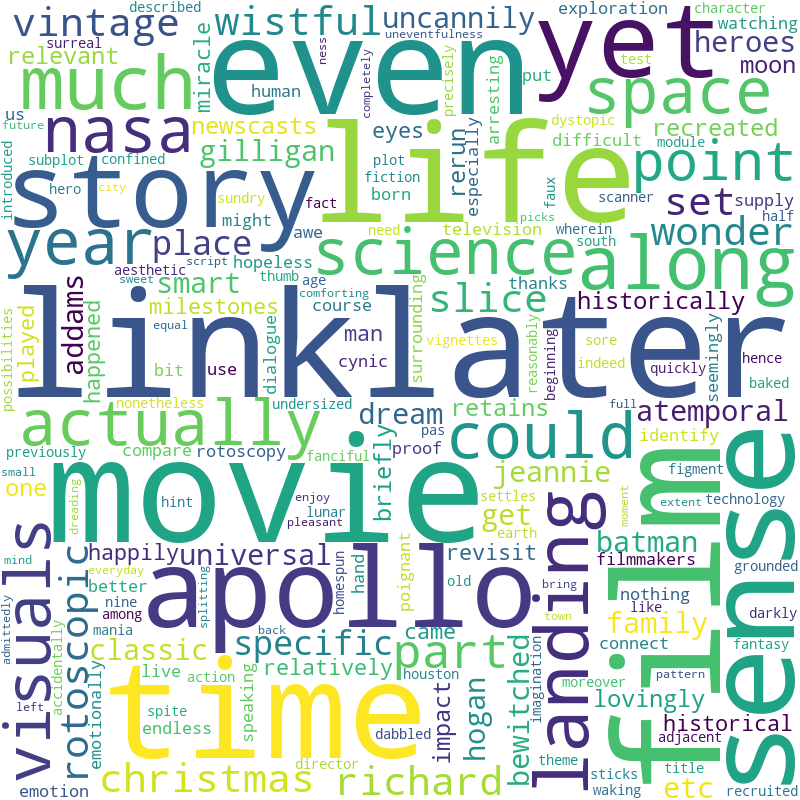 described
vintage
wistful
uncannily
exploration
character
watching
surreal
uneventfulness
relevant
miracle
even
yet
heroes
moon
much
human
ness
completely
precisely
arresting
put
space
test
dystopic
us
future
nasa
newscasts
eyes
rerun
especially
difficult
recreated
introduced
subplot
confined
gilligan
plot
fiction
born
life
faux
point
module
scanner
supply
half
story
hero
city
sundry
fact
television
wherein
set
might
awe
need
picks
south
wonder
year
place
script
hopeless
aesthetic
sweet
thumb
age
science
along
thanks
smart
comforting
course
surrounding
slice
historically
possibilities
played
addams
happened
milestones
equal
man
linklater
vignettes
reasonably
beginning
sore
indeed
seemingly
hence
bit
use
dialogue
cynic
quickly
baked
nonetheless
undersized
dream
retains
full
atemporal
actually
could
previously
compare
rotoscopy
fanciful
briefly
proof
pas
identify
small
one
movie
hint
enjoy
lunar
pleasant
jeannie
settles
get
earth
figment
extent
technology
film
sense
dreading
moment
visuals
mind
happily
universal
homespun
hand
poignant
revisit
landing
batman
filmmakers
grounded
everyday
better
nine
among
splitting
apollo
old
bring
nothing
like
darkly
admittedly
rotoscopic
mania
back
came
town
family
fantasy
classic
specific
part
connect
imagination
accidentally
emotionally
live
action
speaking
relatively
houston
moreover
pattern
left
time
spite
endless
dabbled
impact
hogan
bewitched
lovingly
historical
adjacent
director
theme
title
emotion
christmas
richard
sticks
waking
etc
recruited